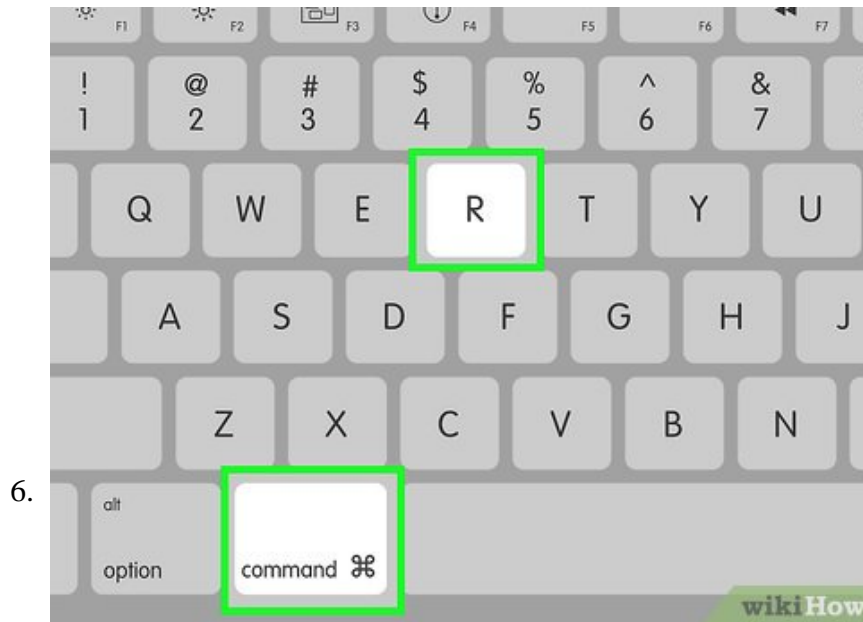 F1 F2 F3 F4 F5 F6 F7
! @ # $ % ^ &
1 2 3 4 5 6 7
Q W E R T Y U
A S D F G H J
Z X C V B N
6.
alt
option command ⌘
wikiHow